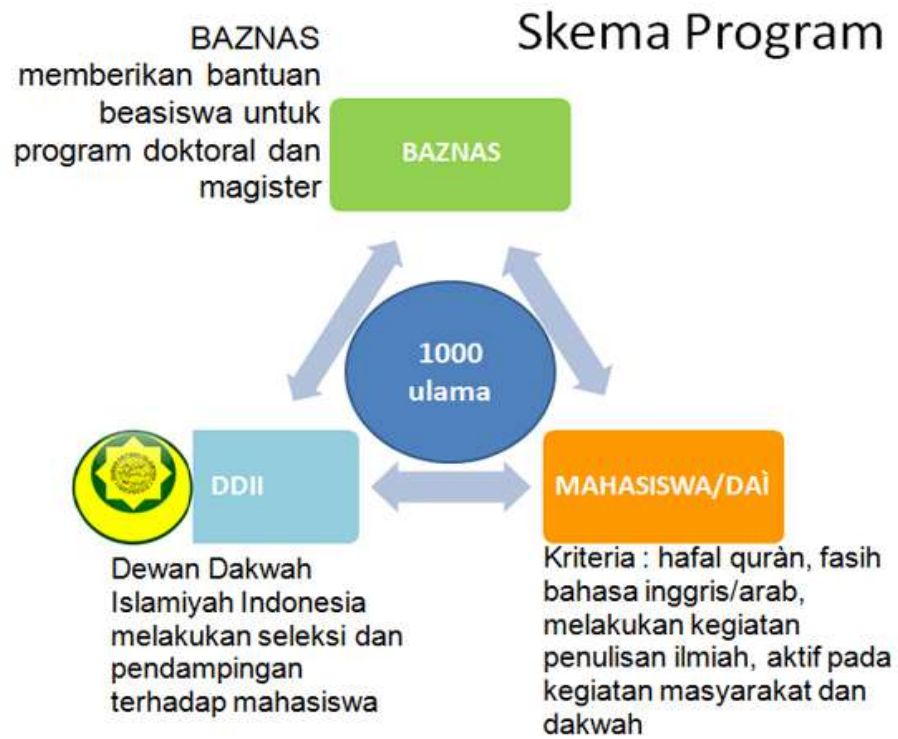 Skema Program
BAZNAS
memberikan bantuan
beasiswa untuk
program doktoral dan
magister
BAZNAS
1000
ulama
DDII
MAHASISWA/DAÌ
Dewan Dakwah
Islamiyah Indonesia
melakukan seleksi dan
pendampingan
terhadap mahasiswa
Kriteria : hafal quràn, fasih
bahasa inggris/arab,
melakukan kegiatan
penulisan ilmiah, aktif pada
kegiatan masyarakat dan
dakwah